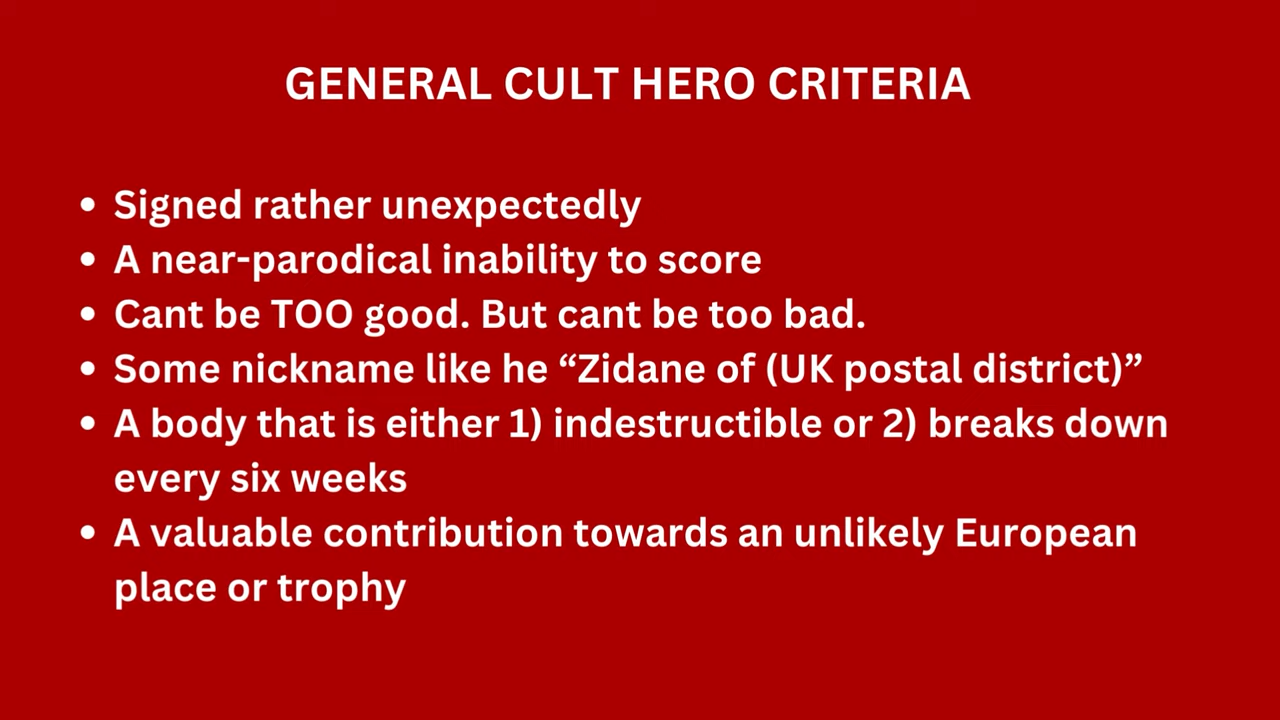 GENERAL CULT HERO CRITERIA
• Signed rather unexpectedly
• A near-parodical inability to score
• Cant be TOO good. But cant be too bad.
• Some nickname like he “Zidane of (UK postal district)”
• A body that is either 1) indestructible or 2) breaks down
every six weeks
• A valuable contribution towards an unlikely European
place or trophy